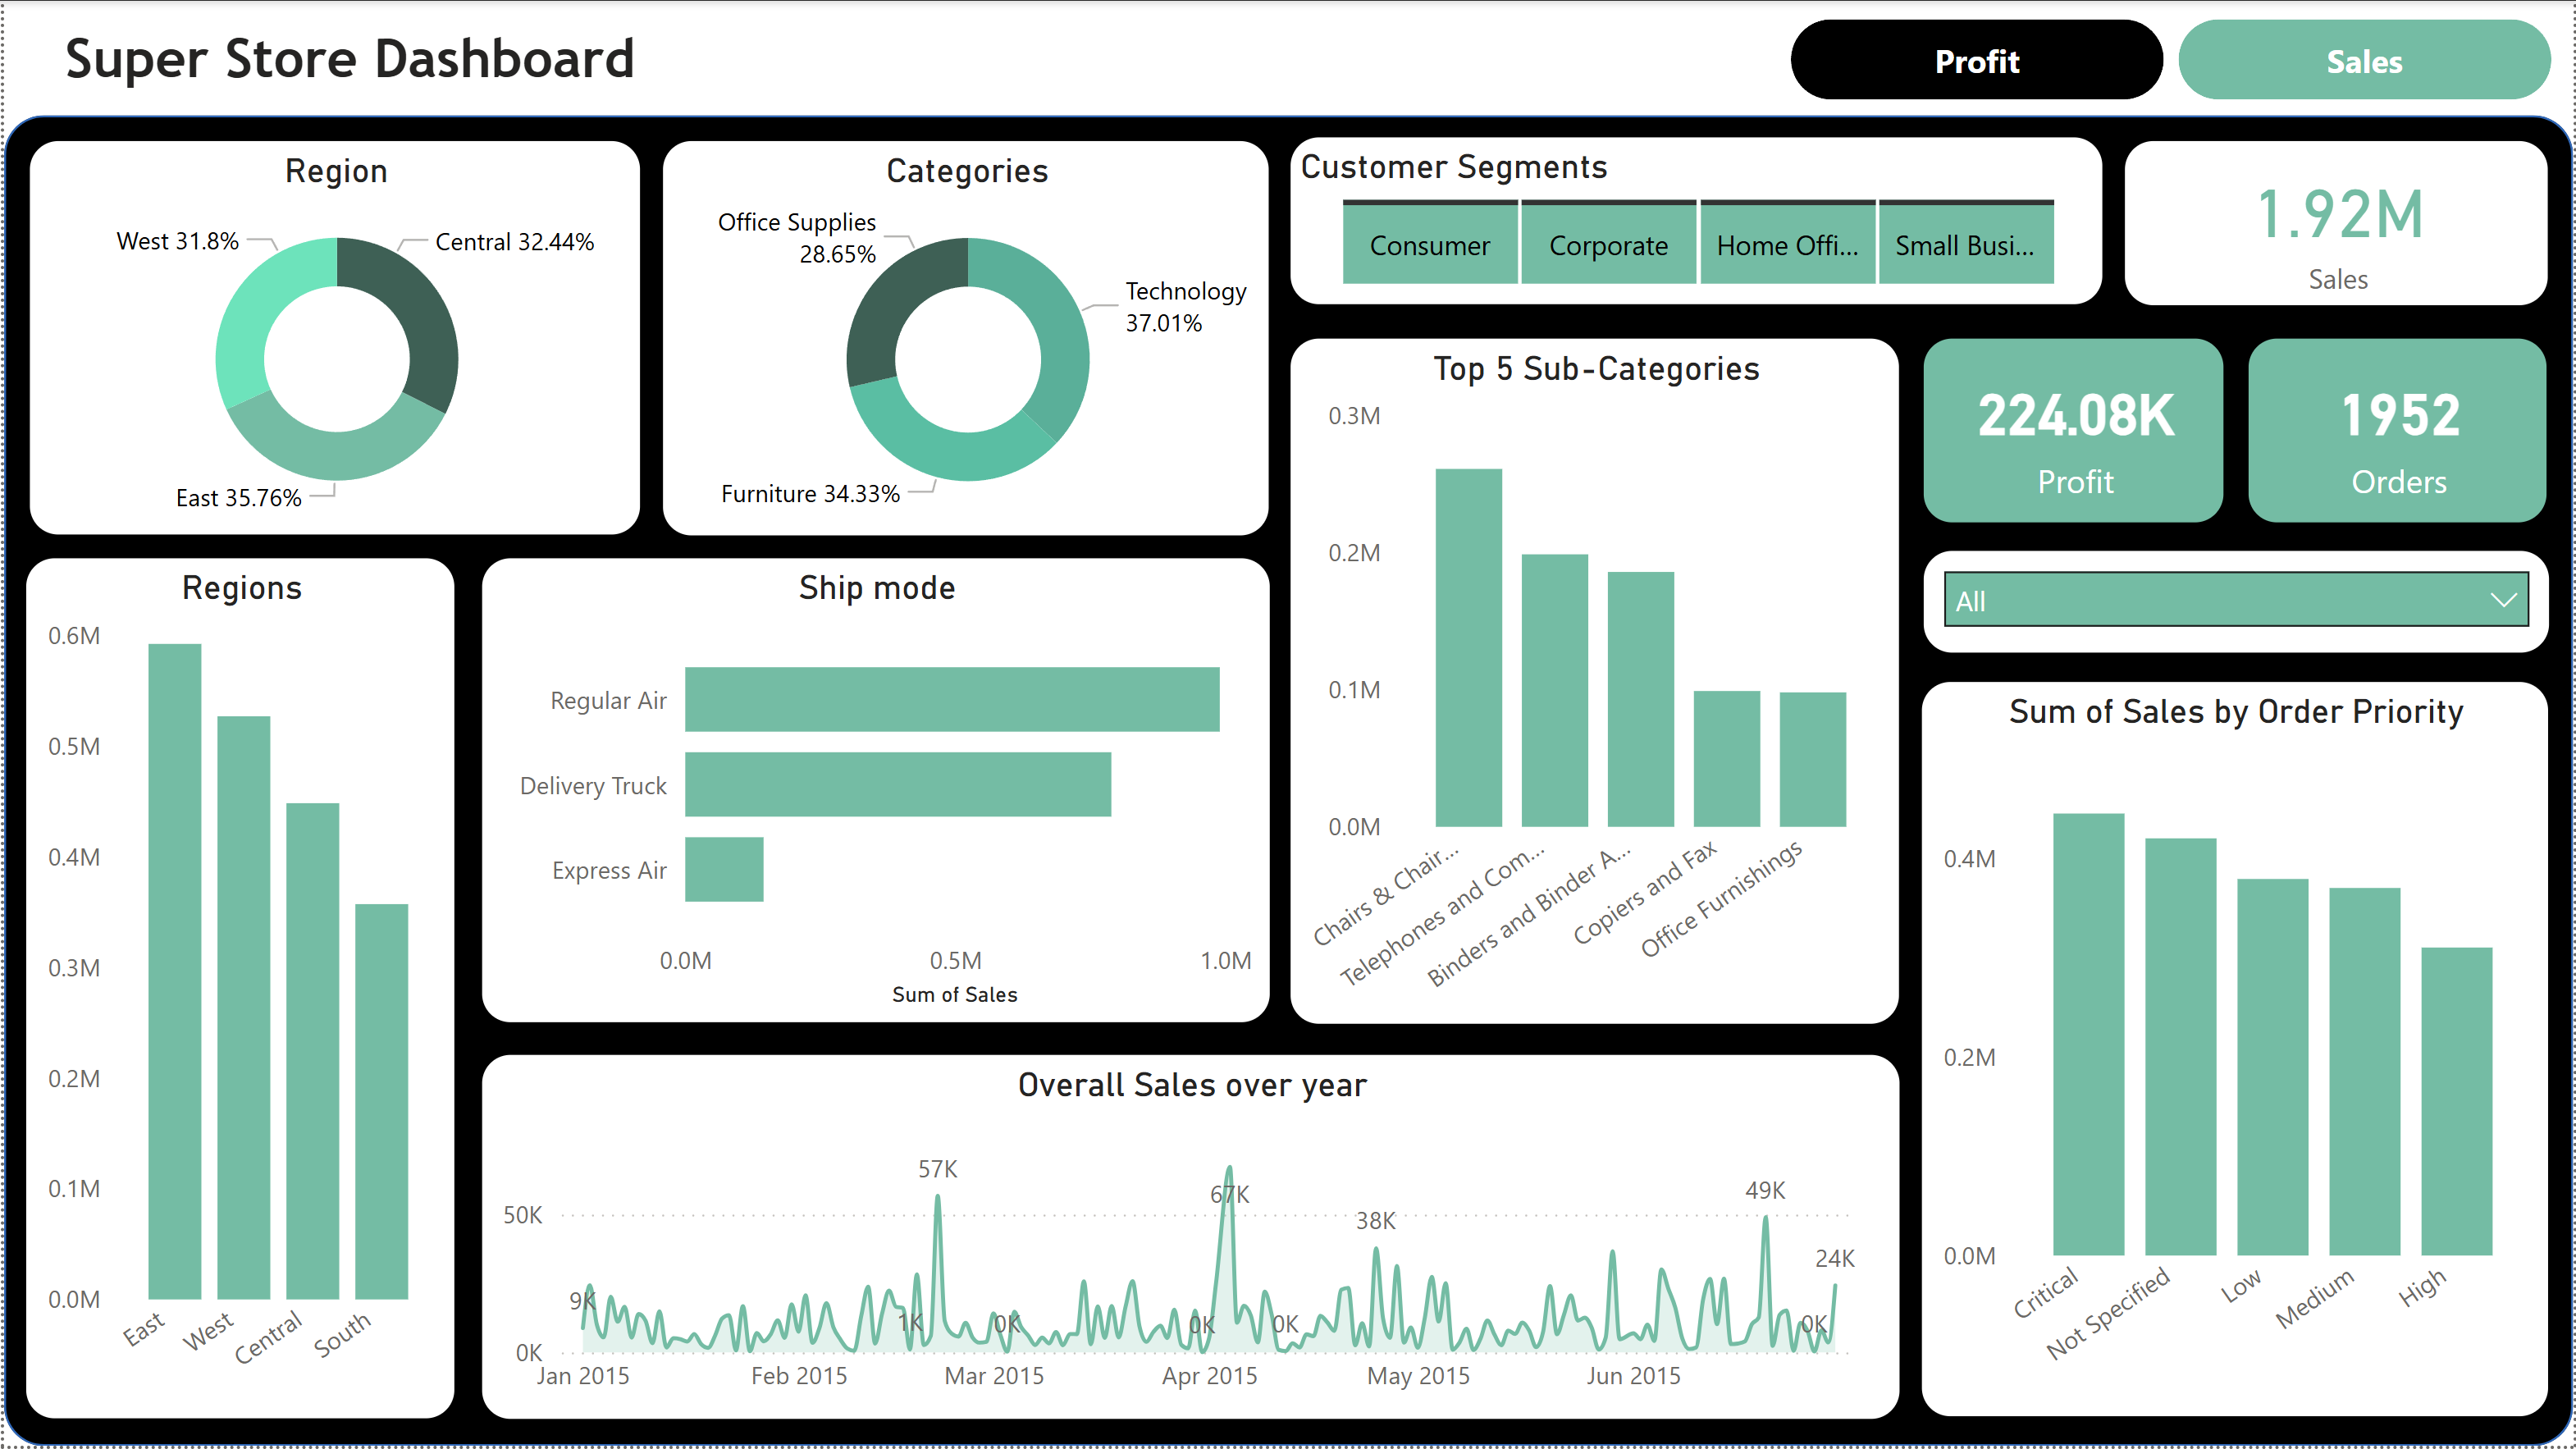 Super Store Dashboard
Profit
Sales
Region
West 31.8%
Central 32.44%
East 35.76%
Categories
Office Supplies
28.65%
Technology
37.01%
Furniture 34.33%
Customer Segments
Consumer
Corporate
Home Offi...
Small Busi...
1.92M
Sales
Top 5 Sub-Categories
0.3M
0.2M
0.1M
0.0M
Chairs & Chair...
Telephones and Com...
Binders and Binder A...
Copiers and Fax
Office Furnishings
224.08K
Profit
1952
Orders
All
Regions
0.6M
0.5M
0.4M
0.3M
0.2M
0.1M
0.0M
East
West
Central
South
Ship mode
Regular Air
Delivery Truck
Express Air
0.0M
0.5M
1.0M
Sum of Sales
Sum of Sales by Order Priority
0.4M
0.2M
0.0M
Critical
Not Specified
Low
Medium
High
Overall Sales over year
50K
0K
9K
1K
57K
0K
0K
67K
0K
38K
49K
0K
24K
Jan 2015
Feb 2015
Mar 2015
Apr 2015
May 2015
Jun 2015